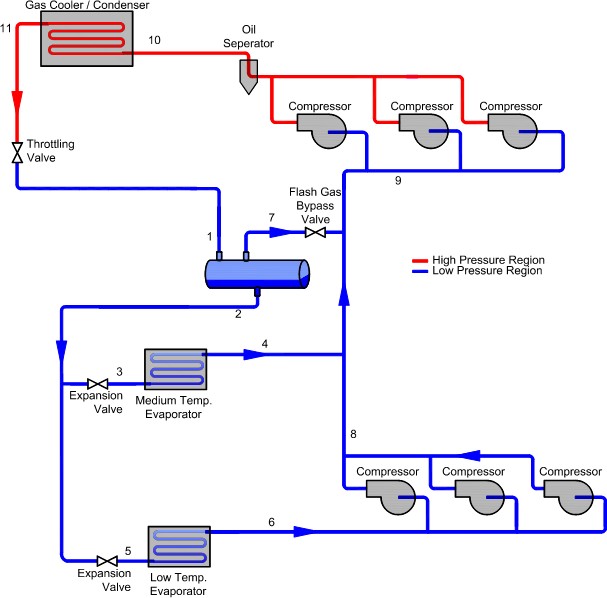 Gas Cooler / Condenser
11
10
Oil
Seperator
Compressor
Compressor
Compressor
Throttling
Valve
9
Flash Gas
Bypass
Valve
7
1
High Pressure Region
Low Pressure Region
2
4
3
Expansion
Valve
Medium Temp.
Evaporator
8
Compressor
Compressor
Compressor
6
5
Expansion
Valve
Low Temp.
Evaporator